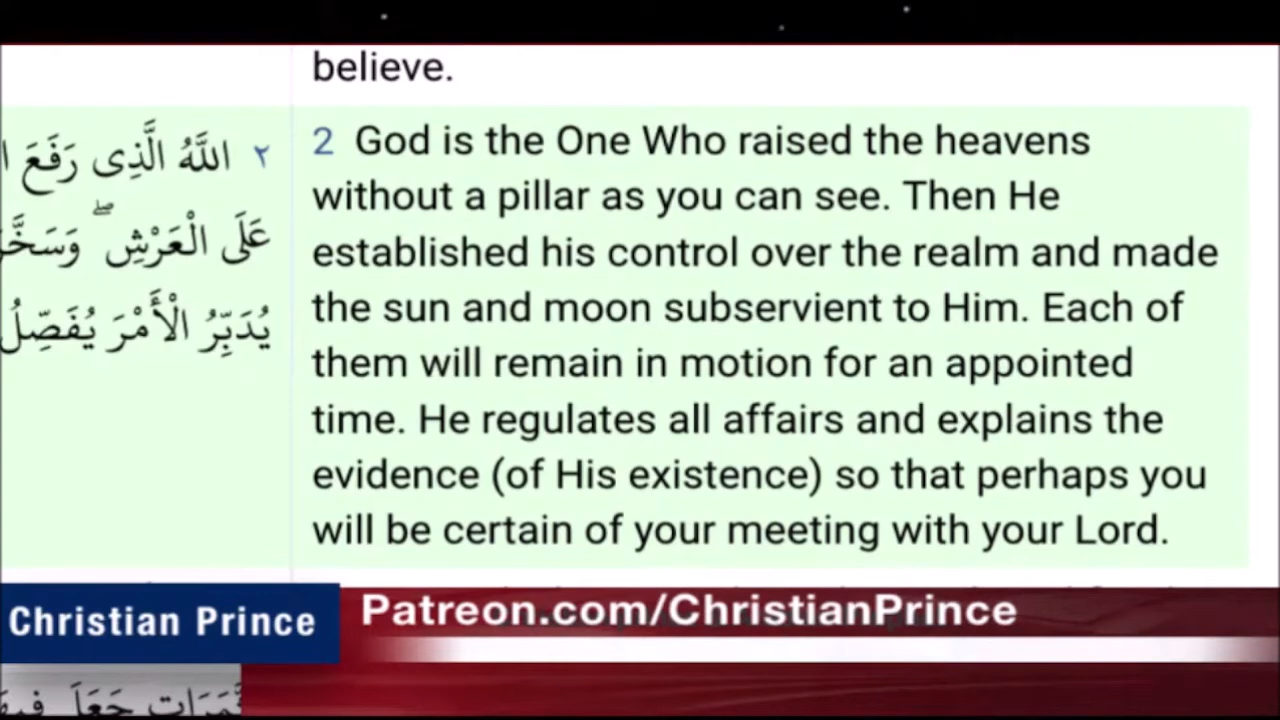 believe.
2 God is the One Who raised the heavens
without a pillar as you can see. Then He
established his control over the realm and made
the sun and moon subservient to Him. Each of
them will remain in motion for an appointed
time. He regulates all affairs and explains the
evidence (of His existence) so that perhaps you
will be certain of your meeting with your Lord.
٢ اللَّهُ الَّذِى رَفَعَ
عَلَى الْعَرْشِ ۖ
يُدَبِّرُ الْأَمْرَ يُفَصِّلُ
Christian Prince
Patreon.com/ChristianPrince